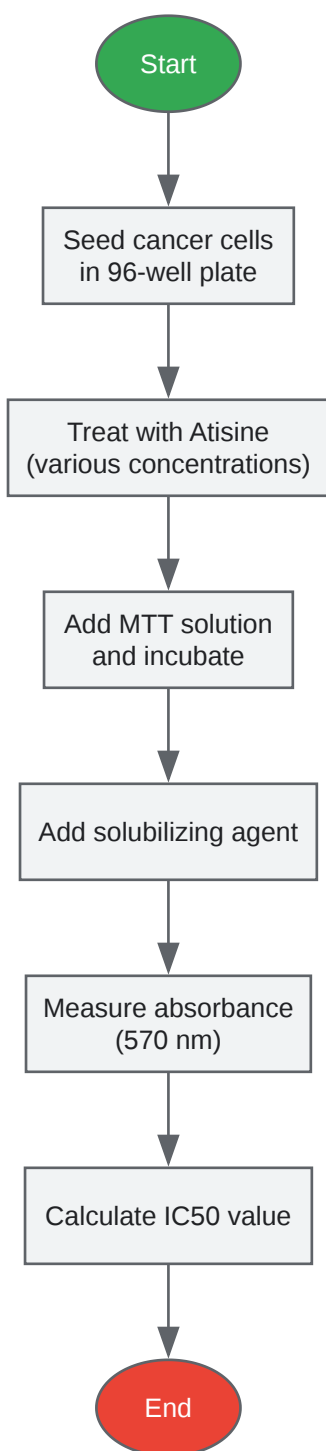 Start
Seed cancer cells
in 96-well plate
Treat with Atisine
(various concentrations)
Add MTT solution
and incubate
Add solubilizing agent
Measure absorbance
(570 nm)
Calculate IC50 value
End